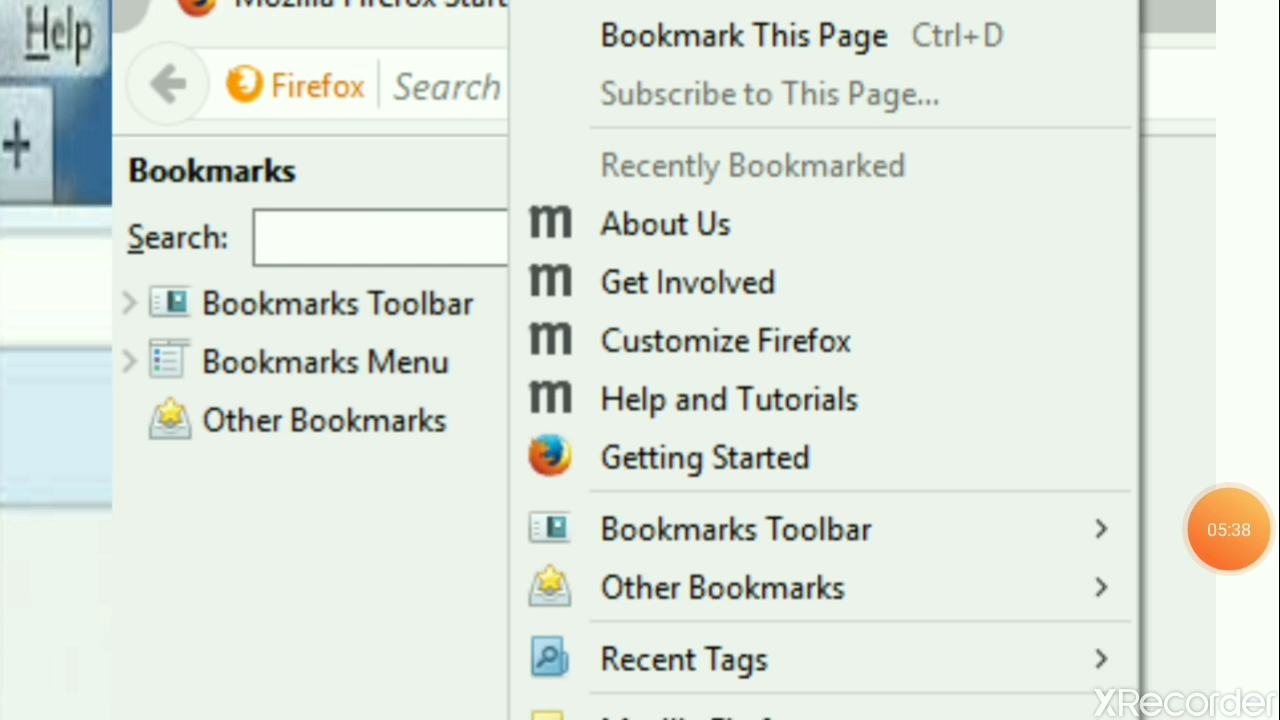 Help
+
Mozilla Firefox Start
Firefox
Search
Bookmarks
Search:
Bookmarks Toolbar
Bookmarks Menu
Other Bookmarks
Bookmark This Page Ctrl+D
Subscribe to This Page...
Recently Bookmarked
m About Us
m Get Involved
m Customize Firefox
m Help and Tutorials
Getting Started
Bookmarks Toolbar
Other Bookmarks
Recent Tags
05:38
XRecorder